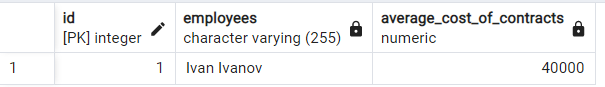 id employees average_cost_of_contracts
[PK] integer character varying (255) numeric
1 1 Ivan Ivanov 40000